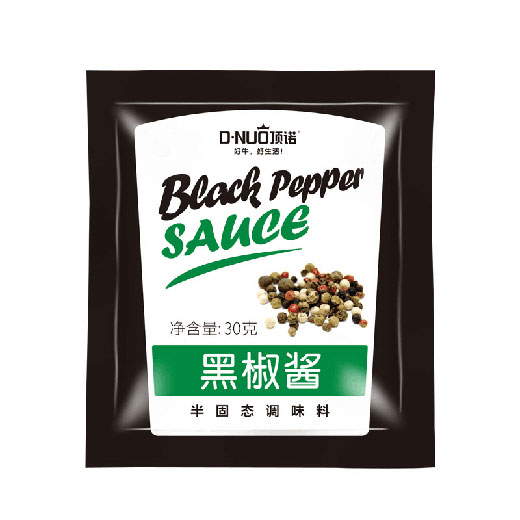 D·NUO顶诺
好牛，好生活！
Black Pepper
SAUCE
净含量: 30克
黑椒酱
半固态调味料